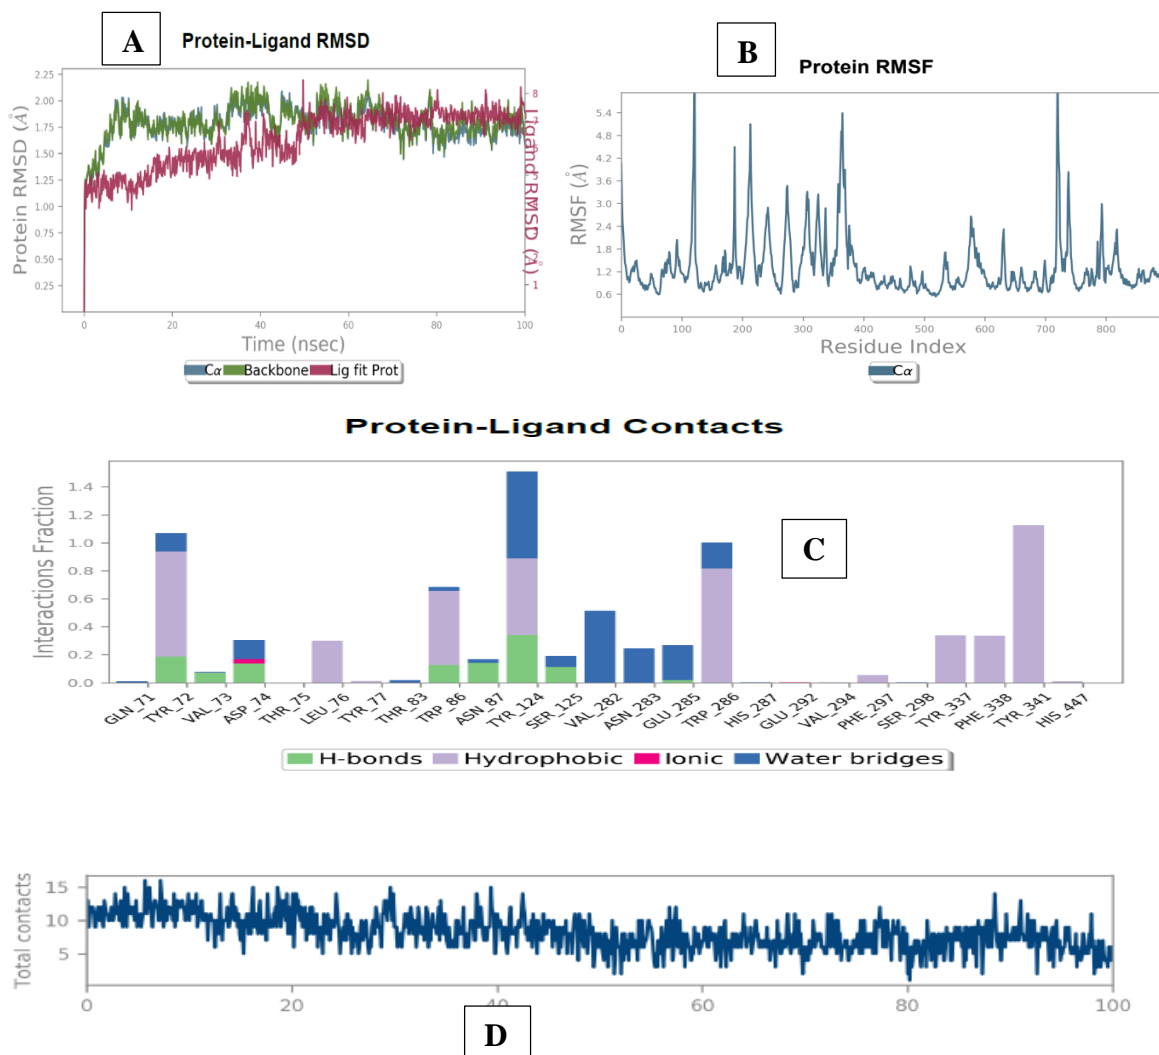 A
Protein-Ligand RMSD
Protein RMSD (Å)
2.25
2.00
1.75
1.50
1.25
1.00
0.75
0.50
0.25
0 20 40 60 80 100
Time (nsec)
Ligand RMSD (Å)
8
7
6
5
4
3
2
1
Cα Backbone Lig fit Prot
B
Protein RMSF
RMSF (Å)
5.4
4.8
4.2
3.6
3.0
2.4
1.8
1.2
0.6
0 100 200 300 400 500 600 700 800
Residue Index
Cα
Protein-Ligand Contacts
C
Interactions Fraction
1.4
1.2
1.0
0.8
0.6
0.4
0.2
0.0
GLN_71 TYR_72 VAL_73 ASP_74 THR_75 LEU_76 TYR_77 THR_83 TRP_86 ASN_87 TYR_124 SER_125 VAL_282 ASN_283 GLU_285 TRP_286 HIS_287 GLU_292 VAL_294 PHE_297 SER_298 TYR_337 PHE_338 TYR_341 HIS_447
H-bonds Hydrophobic Ionic Water bridges
Total contacts
15
10
5
0 20 40 60 80 100
D